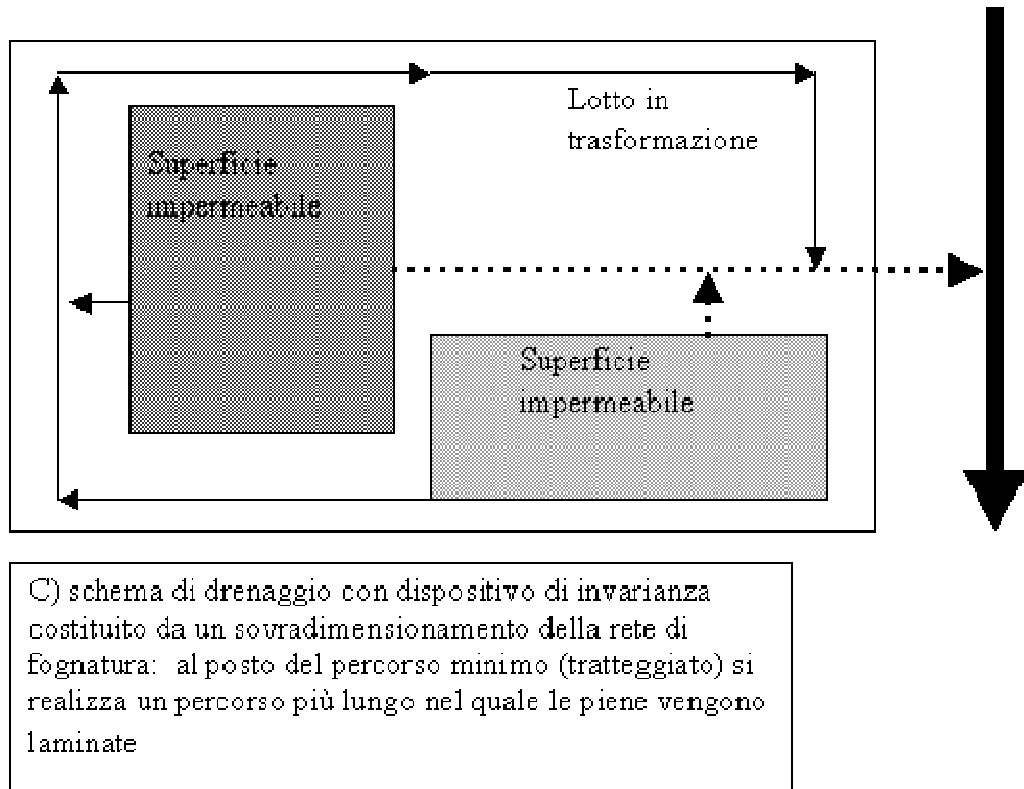 Lotto in
trasformazione
Superficie
impermeabile
Superficie
impermeabile
C) schema di drenaggio con dispositivo di invarianza
costituito da un sovradimensionamento della rete di
fognatura: al posto del percorso minimo (tratteggiato) si
realizza un percorso più lungo nel quale le piene vengono
laminate